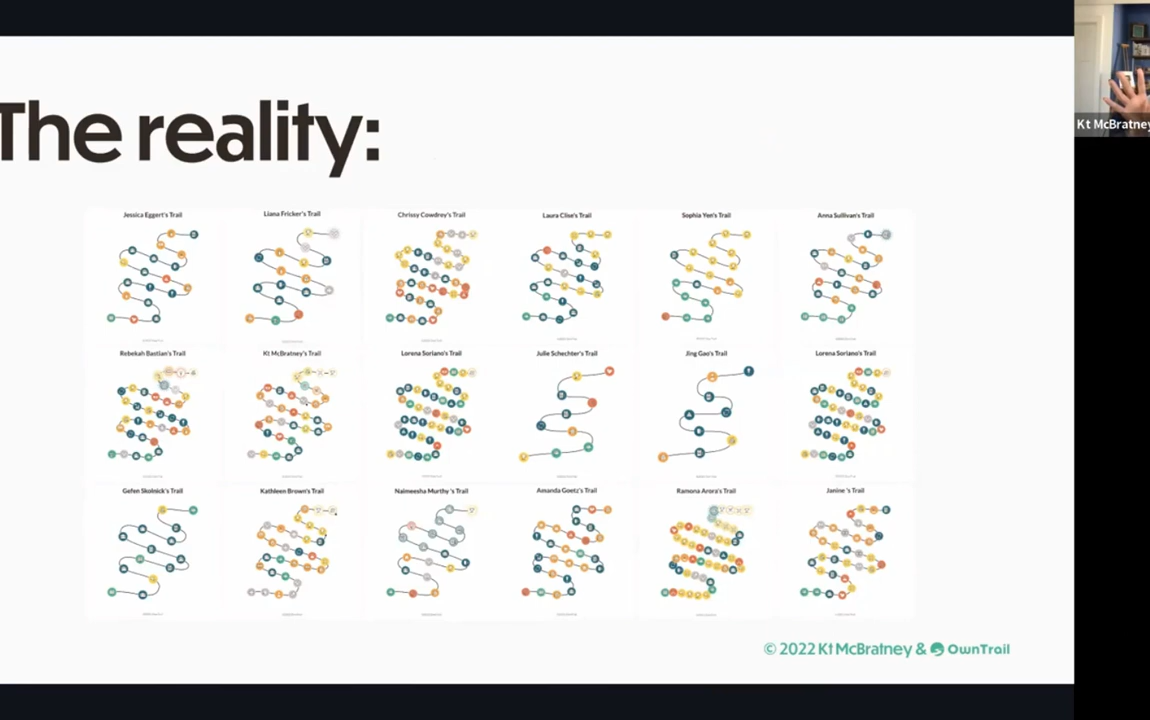 The reality:
Kt McBratney
Jessica Eggert's Trail
Liana Fricker's Trail
Chrissy Cowdrey's Trail
Laura Clise's Trail
Sophia Yen's Trail
Anna Sullivan's Trail
Rebekah Bastian's Trail
Kt McBratney's Trail
Lorena Soriano's Trail
Julie Schechter's Trail
Jing Gao's Trail
Lorena Soriano's Trail
Gefen Skolnick's Trail
Kathleen Brown's Trail
Naimeesha Murthy 's Trail
Amanda Goetz's Trail
Ramona Arora's Trail
Janine 's Trail
© 2022 Kt McBratney & OwnTrail